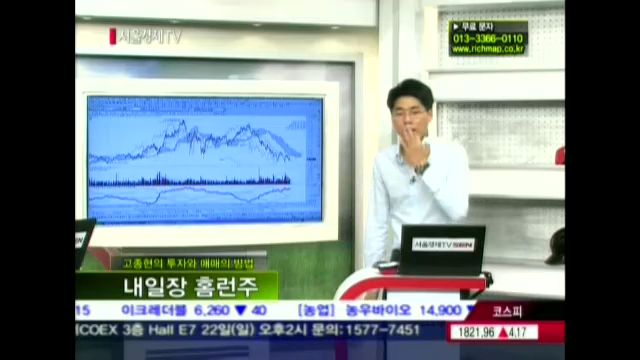 서울경제TV
▶ 무료 문자
013-3366-0110
www.richmap.co.kr
서울경제TV SEN
고종현의 투자와 매매의 방법
내일장 홈런주
15 이크레더블 6,260 ▼ 40 [농업] 농우바이오 14,900 ▼
코스피
COEX 3층 Hall E7 22일(일) 오후2시 문의: 1577-7451
1821.96 ▲ 4.17